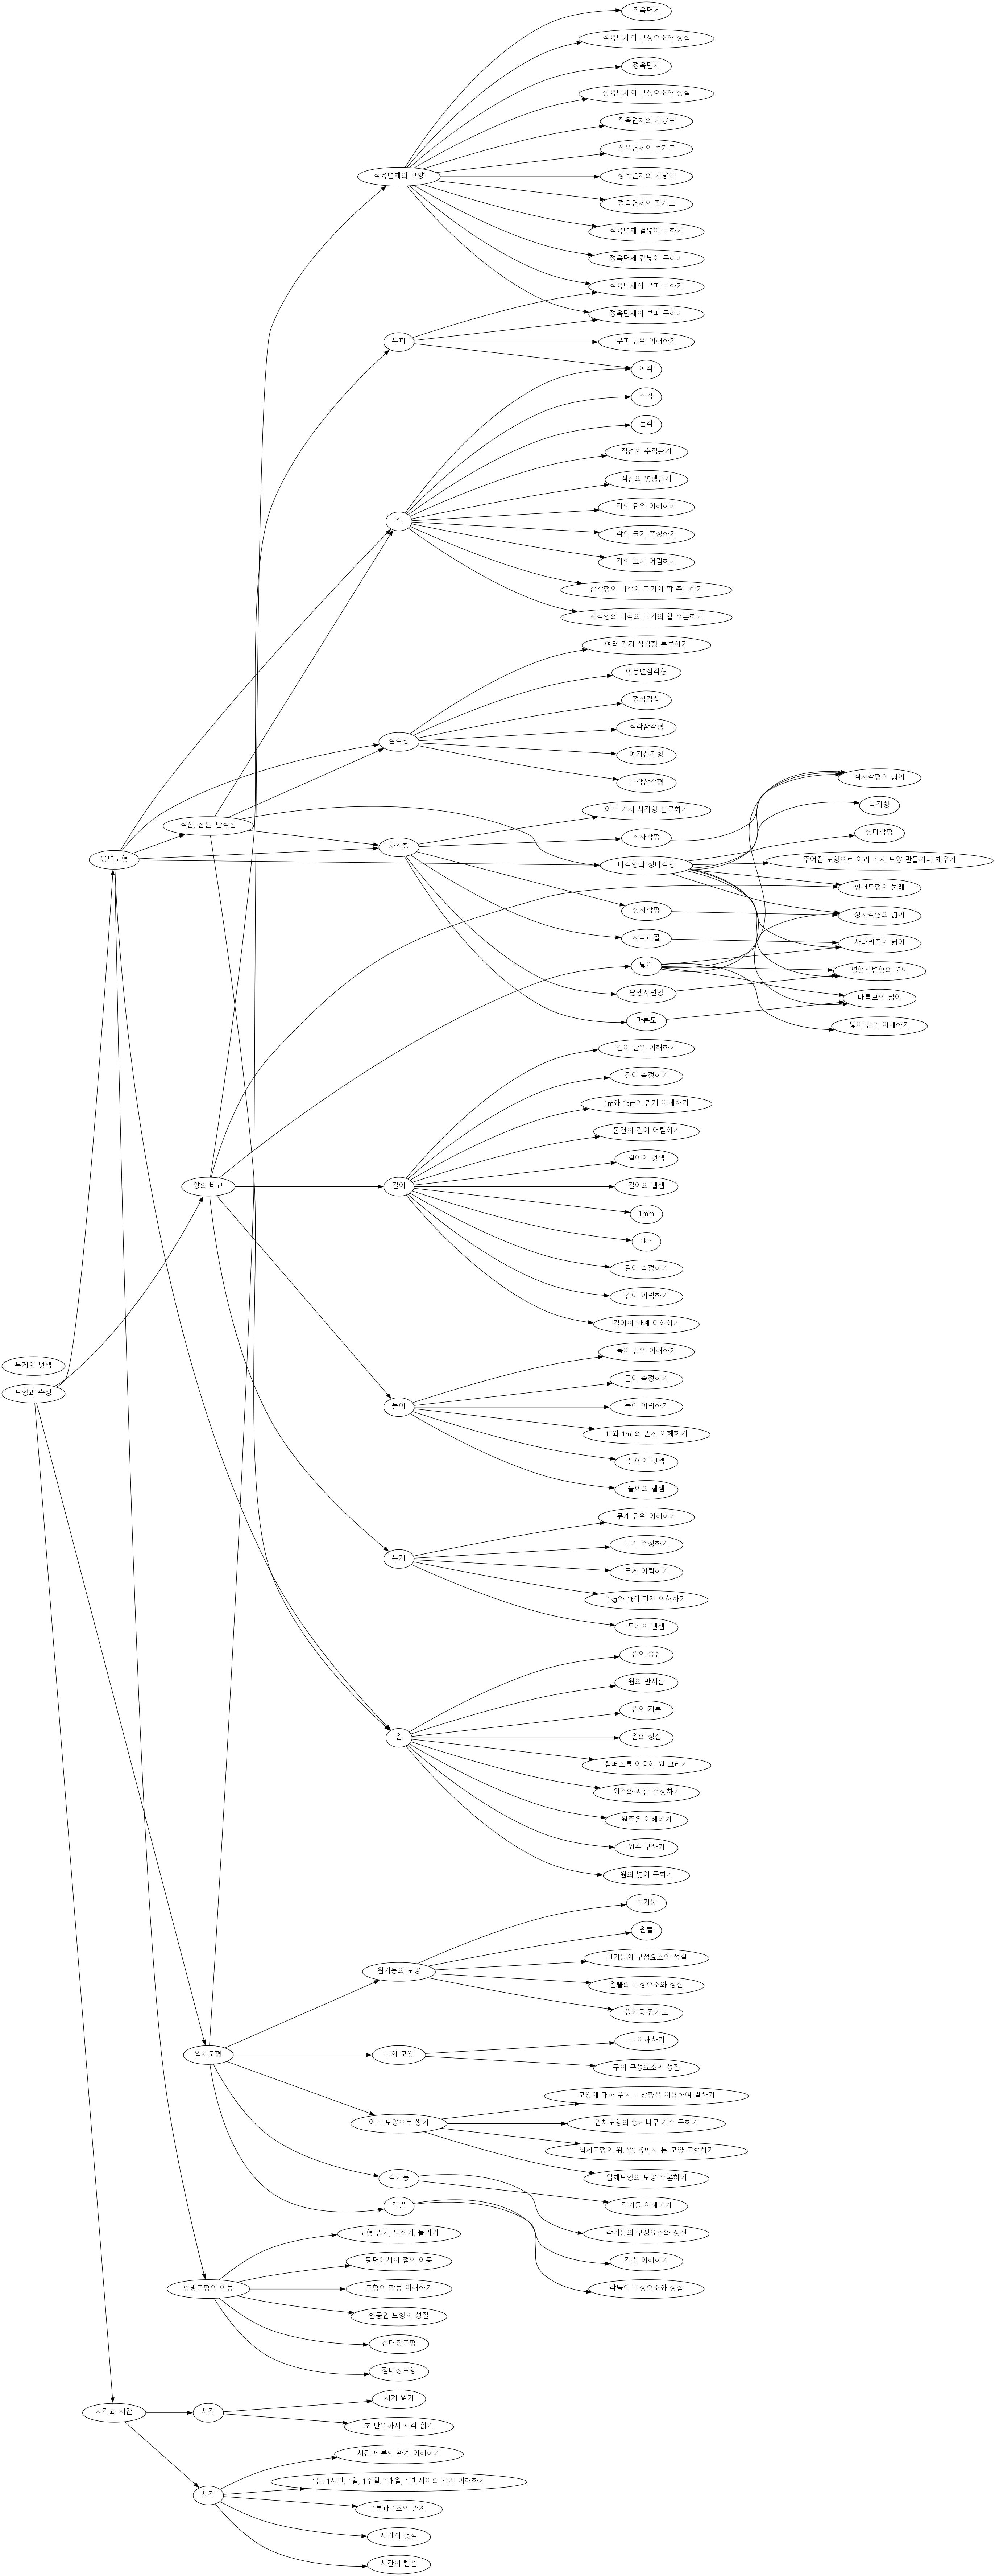 직육면체
직육면체의 구성요소와 성질
정육면체
정육면체의 구성요소와 성질
직육면체의 겨냥도
직육면체의 전개도
직육면체의 모양
정육면체의 겨냥도
정육면체의 전개도
직육면체 겉넓이 구하기
정육면체 겉넓이 구하기
직육면체의 부피 구하기
정육면체의 부피 구하기
부피
부피 단위 이해하기
예각
직각
둔각
직선의 수직관계
직선의 평행관계
각의 단위 이해하기
각
각의 크기 측정하기
각의 크기 어림하기
삼각형의 내각의 크기의 합 추론하기
사각형의 내각의 크기의 합 추론하기
여러 가지 삼각형 분류하기
이등변삼각형
정삼각형
직각삼각형
삼각형
예각삼각형
둔각삼각형
직사각형의 넓이
다각형
여러 가지 사각형 분류하기
직선, 선분, 반직선
직사각형
정다각형
사각형
평면도형
다각형과 정다각형
주어진 도형으로 여러 가지 모양 만들거나 채우기
평면도형의 둘레
정사각형
정사각형의 넓이
사다리꼴
사다리꼴의 넓이
넓이
평행사변형의 넓이
평행사변형
마름모의 넓이
마름모
넓이 단위 이해하기
길이 단위 이해하기
길이 측정하기
1m와 1cm의 관계 이해하기
물건의 길이 어림하기
길이의 덧셈
양의 비교
길이
길이의 뺄셈
1mm
1km
길이 측정하기
길이 어림하기
길이의 관계 이해하기
들이 단위 이해하기
무게의 덧셈
들이 측정하기
도형과 측정
들이
들이 어림하기
1L와 1mL의 관계 이해하기
들이의 덧셈
들이의 뺄셈
무게 단위 이해하기
무게 측정하기
무게
무게 어림하기
1kg와 1t의 관계 이해하기
무게의 뺄셈
원의 중심
원의 반지름
원의 지름
원
원의 성질
컴퍼스를 이용해 원 그리기
원주와 지름 측정하기
원주율 이해하기
원주 구하기
원의 넓이 구하기
원기둥
원뿔
원기둥의 구성요소와 성질
원기둥의 모양
원뿔의 구성요소와 성질
원기둥 전개도
구 이해하기
입체도형
구의 모양
구의 구성요소와 성질
모양에 대해 위치나 방향을 이용하여 말하기
여러 모양으로 쌓기
입체도형의 쌓기나무 개수 구하기
입체도형의 위, 앞, 옆에서 본 모양 표현하기
입체도형의 모양 추론하기
각기둥
각기둥 이해하기
각뿔
각기둥의 구성요소와 성질
도형 밀기, 뒤집기, 돌리기
각뿔 이해하기
평면에서의 점의 이동
평명도형의 이동
도형의 합동 이해하기
각뿔의 구성요소와 성질
합동인 도형의 성질
선대칭도형
점대칭도형
시계 읽기
시각과 시간
시각
초 단위까지 시각 읽기
시간과 분의 관계 이해하기
1분, 1시간, 1일, 1주일, 1개월, 1년 사이의 관계 이해하기
시간
1분과 1초의 관계
시간의 덧셈
시간의 뺄셈